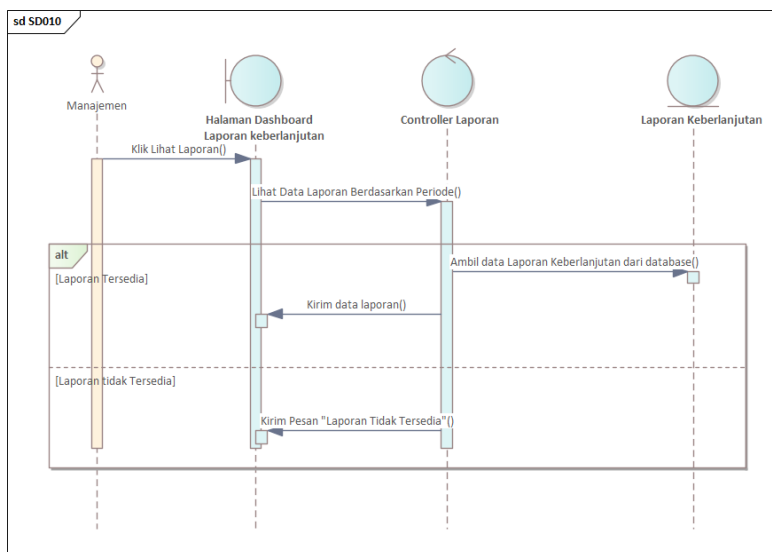 sd SD010
Manajemen
Halaman Dashboard
Laporan keberlanjutan
Controller Laporan
Laporan Keberlanjutan
Klik Lihat Laporan()
Lihat Data Laporan Berdasarkan Periode()
alt
[Laporan Tersedia]
Ambil data Laporan Keberlanjutan dari database()
Kirim data laporan()
[Laporan tidak Tersedia]
Kirim Pesan "Laporan Tidak Tersedia"()